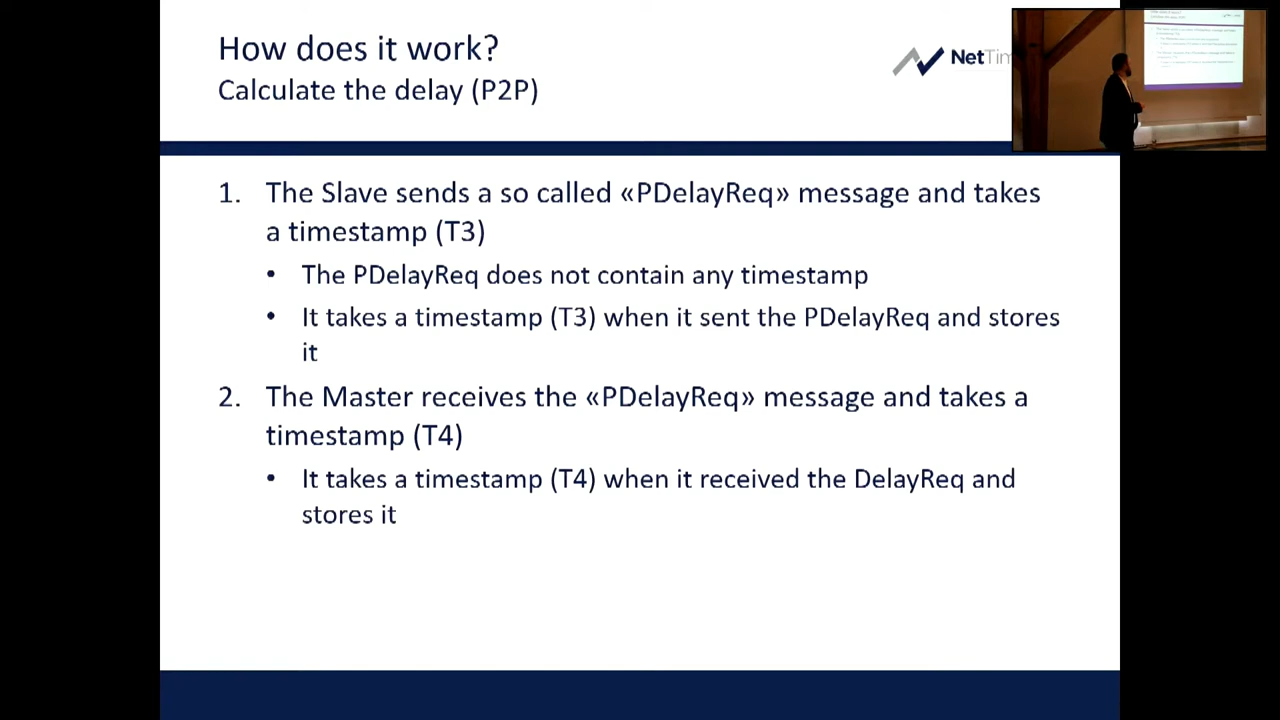 How does it work?
Calculate the delay (P2P)
NetTim
1. The Slave sends a so called «PDelayReq» message and takes
a timestamp (T3)
• The PDelayReq does not contain any timestamp
• It takes a timestamp (T3) when it sent the PDelayReq and stores
it
2. The Master receives the «PDelayReq» message and takes a
timestamp (T4)
• It takes a timestamp (T4) when it received the DelayReq and
stores it